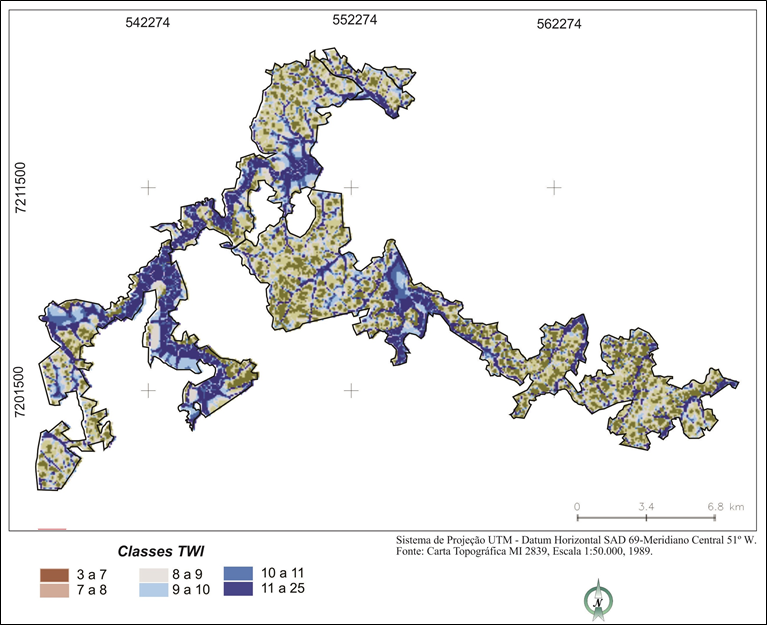 542274
552274
562274
7211500
7201500
0 3.4 6.8 km
Sistema de Projeção UTM - Datum Horizontal SAD 69-Meridiano Central 51º W.
Fonte: Carta Topográfica MI 2839, Escala 1:50.000, 1989.
Classes TWI
3 a 7
7 a 8
8 a 9
9 a 10
10 a 11
11 a 25
N